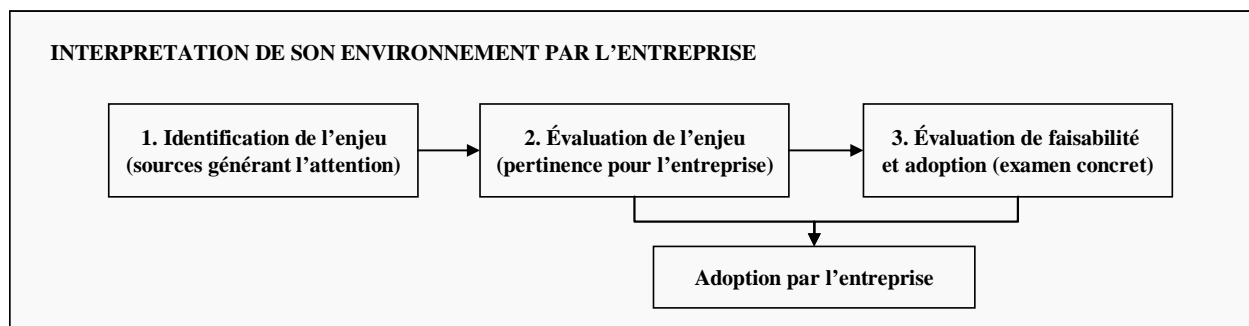 INTERPRETATION DE SON ENVIRONNEMENT PAR L’ENTREPRISE
1. Identification de l’enjeu
(sources générant l’attention)
2. Évaluation de l’enjeu
(pertinence pour l’entreprise)
3. Évaluation de faisabilité
et adoption (examen concret)
Adoption par l’entreprise